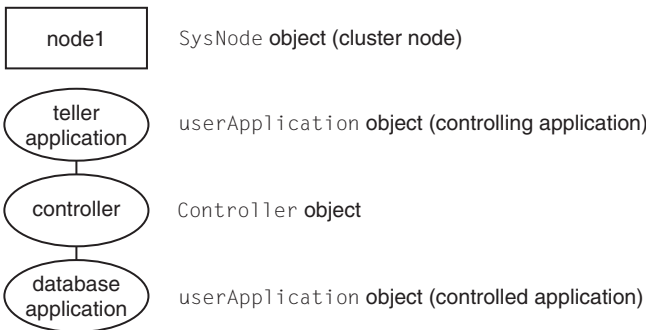 node1 SysNode object (cluster node)
teller
application
userApplication object (controlling application)
controller Controller object
database
application
userApplication object (controlled application)